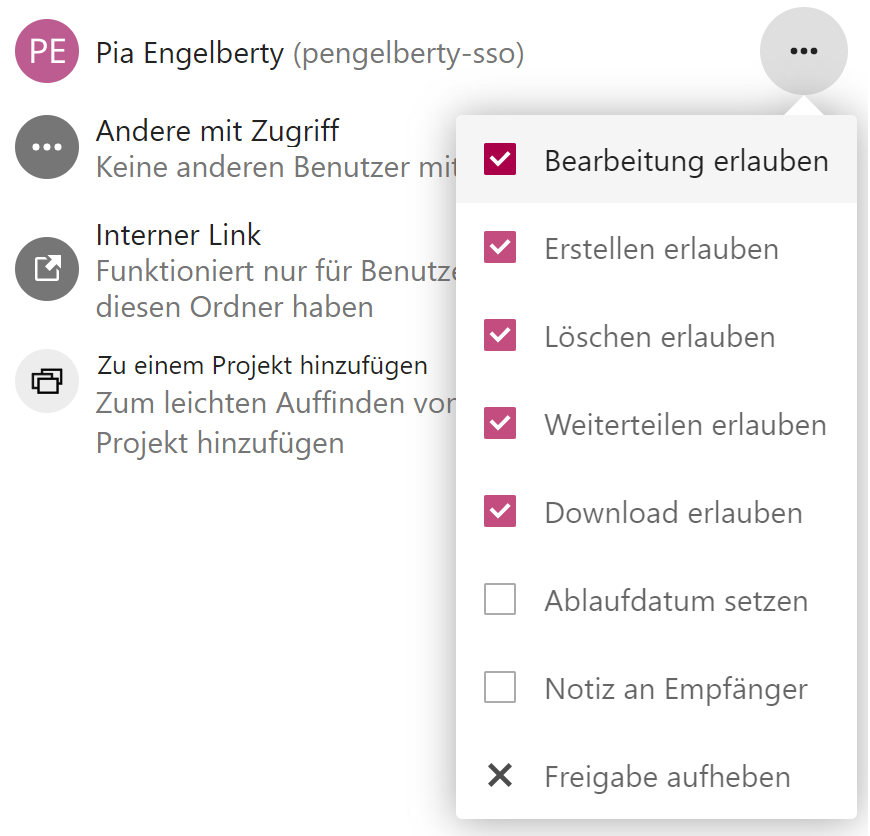 PE
Pia Engelberty (pengelberty-sso)
Andere mit Zugriff
Keine anderen Benutzer mit
Interner Link
Funktioniert nur für Benutze
diesen Ordner haben
Zu einem Projekt hinzufügen
Zum leichten Auffinden von
Projekt hinzufügen
Bearbeitung erlauben
Erstellen erlauben
Löschen erlauben
Weiterteilen erlauben
Download erlauben
Ablaufdatum setzen
Notiz an Empfänger
Freigabe aufheben